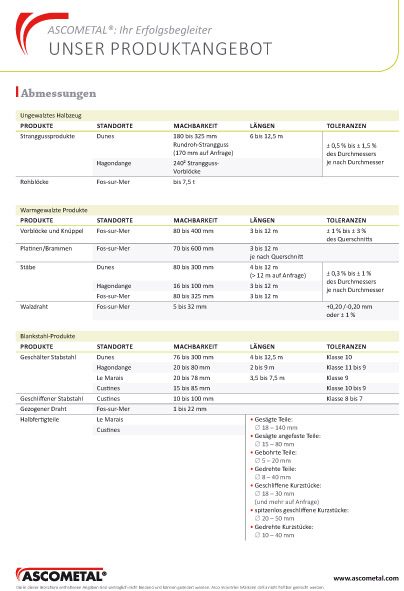 ASCOMETAL®: Ihr Erfolgsbegleiter
UNSER PRODUKTANGEBOT
Abmessungen
Ungewalztes Halbzeug
PRODUKTE STANDORTE MACHBARKEIT LÄNGEN TOLERANZEN
Stranggussprodukte Dunes 180 bis 325 mm 6 bis 12,5 m
Rundroh-Strangguss
(170 mm auf Anfrage)
± 0,5 % bis ± 1,5 %
des Durchmessers
je nach Durchmesser
Hagondange 240² Strangguss-
Vorblöcke
Rohblöcke Fos-sur-Mer bis 7,5 t
Warmgewalzte Produkte
PRODUKTE STANDORTE MACHBARKEIT LÄNGEN TOLERANZEN
Vorblöcke und Knüppel Fos-sur-Mer 80 bis 400 mm 3 bis 12 m ± 1 % bis ± 3 %
des Querschnitts
Platinen/Brammen Fos-sur-Mer 70 bis 600 mm 3 bis 12 m
je nach Querschnitt
Stäbe Dunes 80 bis 300 mm 4 bis 12 m
(> 12 m auf Anfrage)
± 0,3 % bis ± 1 %
des Durchmessers
je nach Durchmesser
Hagondange 16 bis 100 mm 3 bis 12 m
Fos-sur-Mer 80 bis 325 mm 3 bis 12 m
Walzdraht Fos-sur-Mer 5 bis 32 mm +0,20 /-0,20 mm
oder ± 1 %
Blankstahl-Produkte
PRODUKTE STANDORTE MACHBARKEIT LÄNGEN TOLERANZEN
Geschälter Stabstahl Dunes 76 bis 300 mm 4 bis 12,5 m Klasse 10
Hagondange 20 bis 80 mm 2 bis 9 m Klasse 11 bis 9
Le Marais 20 bis 78 mm 3,5 bis 7,5 m Klasse 9
Custines 15 bis 85 mm Klasse 10 bis 9
Geschliffener Stabstahl Custines 10 bis 100 mm Klasse 8 bis 7
Gezogener Draht Fos-sur-Mer 1 bis 22 mm
Halbfertigteile Le Marais
Custines
• Gesägte Teile:
Ø 18 – 140 mm
• Gesägte angefaste Teile:
Ø 15 – 80 mm
• Gebohrte Teile:
Ø 5 – 20 mm
• Gedrehte Teile:
Ø 8 – 40 mm
• Geschliffene Kurzstücke:
Ø 18 – 30 mm
(und mehr auf Anfrage)
• spitzenlos geschliffene Kurzstücke:
Ø 20 – 50 mm
• Gedrehte Kurzstücke:
Ø 10 – 40 mm
ASCOMETAL®
www.ascometal.com